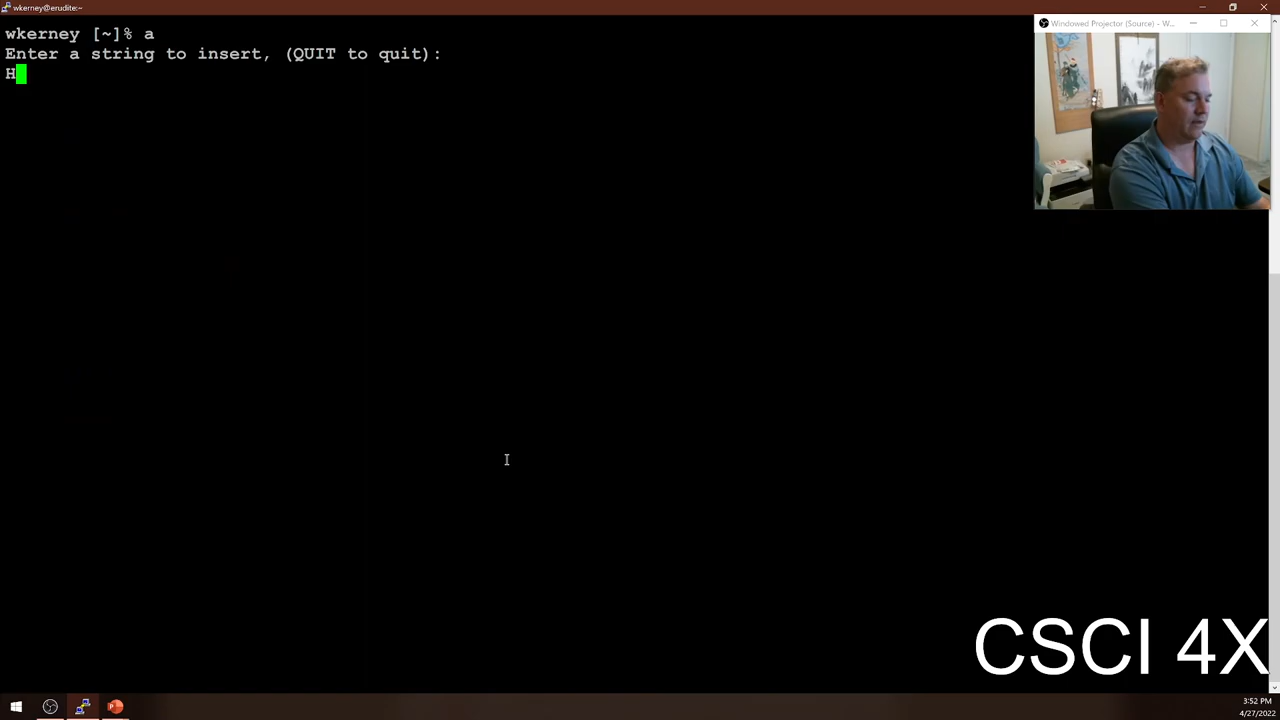 wkerney@erudite:~
Windowed Projector (Source) - W...
wkerney [~]% a
Enter a string to insert, (QUIT to quit):
H
CSCI 4X
3:52 PM
4/27/2022